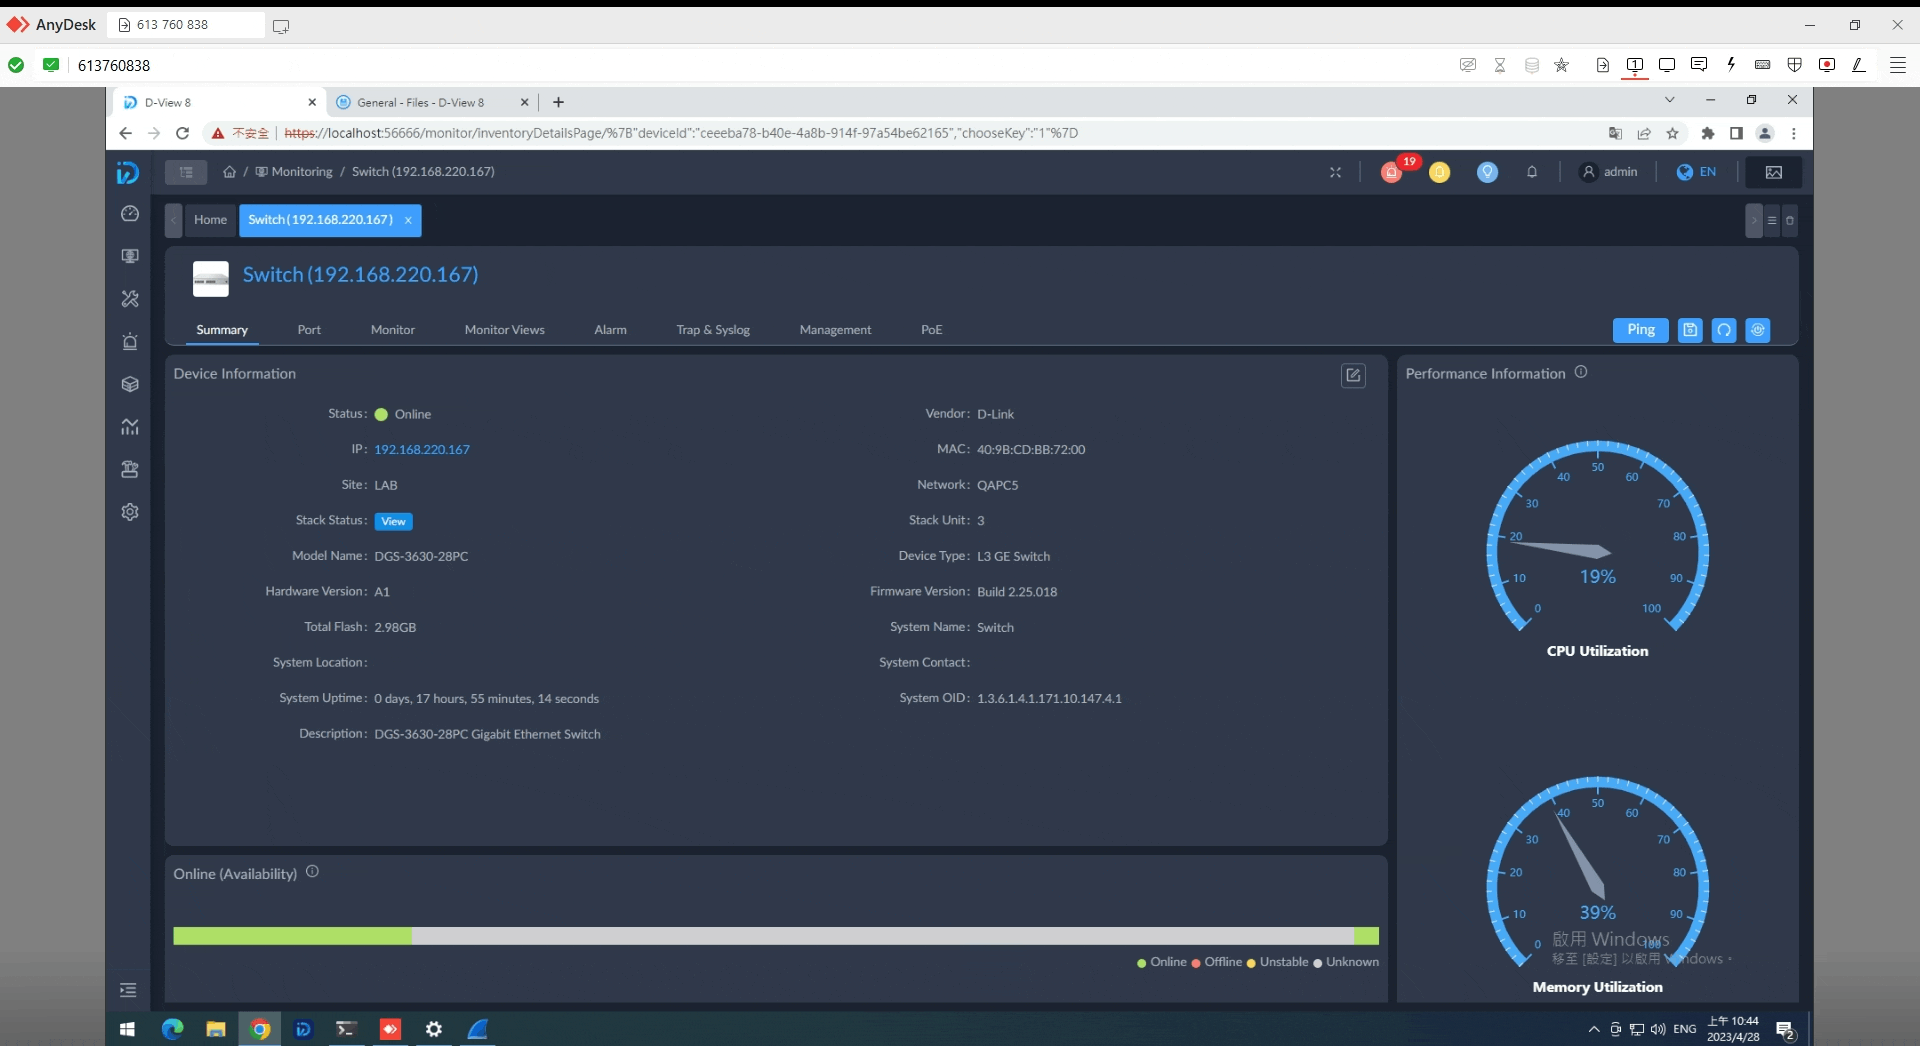 AnyDesk
613 760 838
613760838
D-View 8
General - Files - D-View 8
不安全
https://localhost:56666/monitor/inventoryDetailsPage/%7B"deviceId":"ceeeba78-b40e-4a8b-914f-97a54be62165","chooseKey":"1"%7D
/ Monitoring / Switch (192.168.220.167)
19
admin
EN
Home
Switch(192.168.220.167) ×
Switch(192.168.220.167)
Summary
Port
Monitor
Monitor Views
Alarm
Trap & Syslog
Management
PoE
Ping
Device Information
Status: Online
Vendor: D-Link
IP: 192.168.220.167
MAC: 40:9B:CD:BB:72:00
Site: LAB
Network: QAPC5
Stack Status: View
Stack Unit: 3
Model Name: DGS-3630-28PC
Device Type: L3 GE Switch
Hardware Version: A1
Firmware Version: Build 2.25.018
Total Flash: 2.98GB
System Name: Switch
System Location:
System Contact:
System Uptime: 0 days, 17 hours, 55 minutes, 14 seconds
System OID: 1.3.6.1.4.1.171.10.147.4.1
Description: DGS-3630-28PC Gigabit Ethernet Switch
Performance Information
0 10 20 30 40 50 60 70 80 90 100
19%
CPU Utilization
0 10 20 30 40 50 60 70 80 90 100
39%
Memory Utilization
啟用 Windows
移至 [設定] 以啟用 Windows。
Online (Availability)
Online Offline Unstable Unknown
ENG
上午 10:44
2023/4/28
2